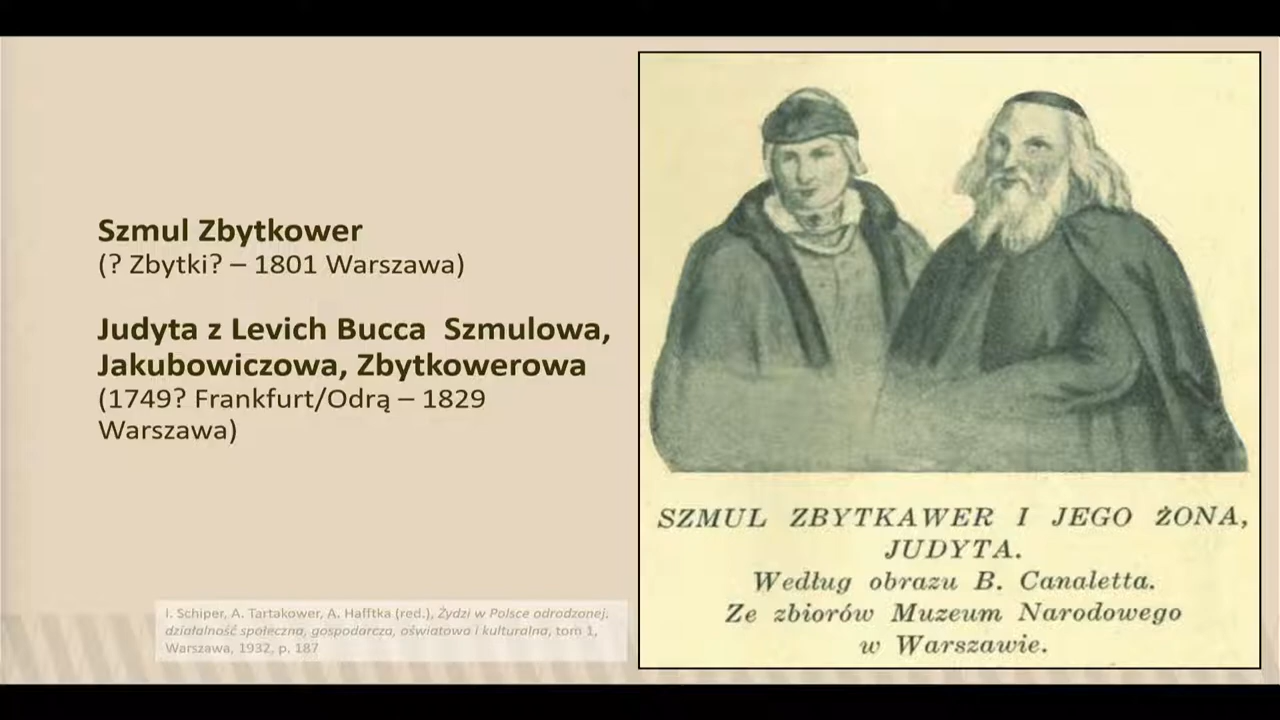 Szmul Zbytkower
(? Zbytki? – 1801 Warszawa)
Judyta z Levich Bucca Szmulowa,
Jakubowiczowa, Zbytkowerowa
(1749? Frankfurt/Odrą – 1829
Warszawa)
I. Schiper, A. Tartakower, A. Hafftka (red.), Żydzi w Polsce odrodzonej.
działalność społeczna, gospodarcza, oświatowa i kulturalna, tom 1,
Warszawa, 1932, p. 187
SZMUL ZBYTKAWER I JEGO ŻONA,
JUDYTA.
Według obrazu B. Canaletta.
Ze zbiorów Muzeum Narodowego
w Warszawie.